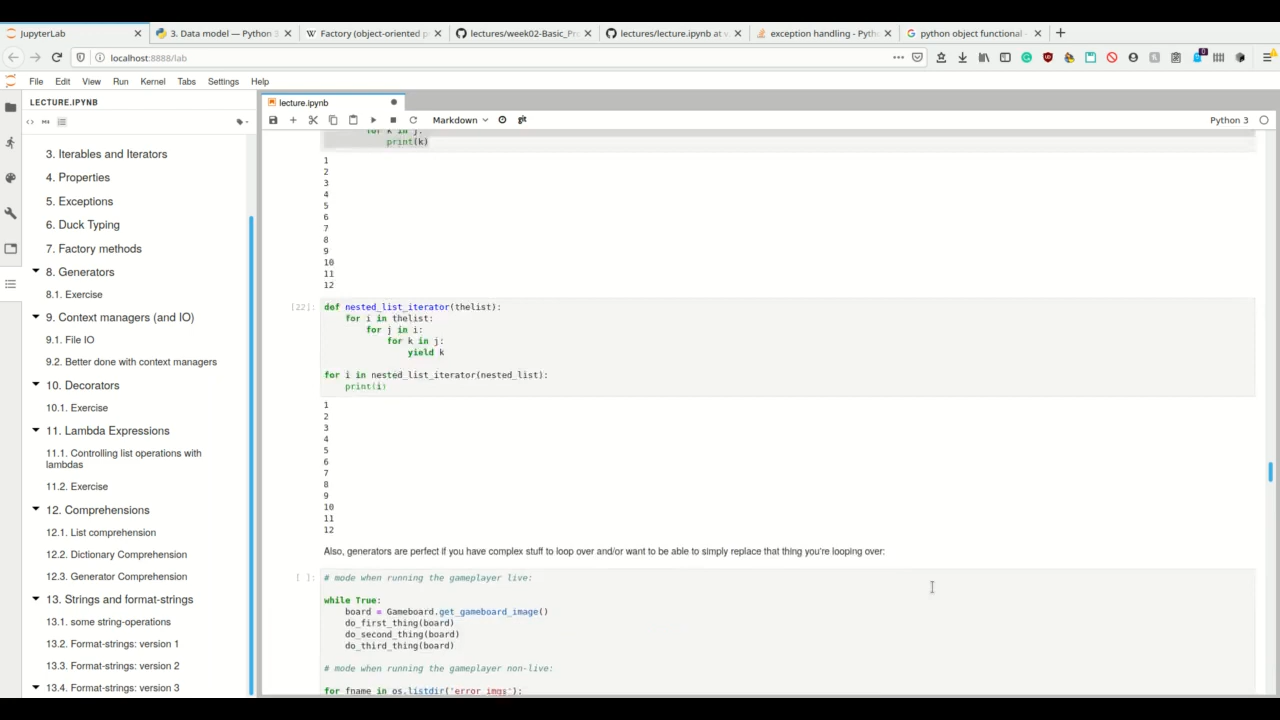 JupyterLab
3. Data model — Python 3
Factory (object-oriented p
lectures/week02-Basic_Pro
lectures/lecture.ipynb at v
exception handling - Pytho
python object functional -
localhost:8888/lab
File Edit View Run Kernel Tabs Settings Help
LECTURE.IPYNB
lecture.ipynb
Markdown
Python 3
3. Iterables and Iterators
4. Properties
5. Exceptions
6. Duck Typing
7. Factory methods
8. Generators
8.1. Exercise
9. Context managers (and IO)
9.1. File IO
9.2. Better done with context managers
10. Decorators
10.1. Exercise
11. Lambda Expressions
11.1. Controlling list operations with
lambdas
11.2. Exercise
12. Comprehensions
12.1. List comprehension
12.2. Dictionary Comprehension
12.3. Generator Comprehension
13. Strings and format-strings
13.1. some string-operations
13.2. Format-strings: version 1
13.3. Format-strings: version 2
13.4. Format-strings: version 3
for k in j:
print(k)
1
2
3
4
5
6
7
8
9
10
11
12
[22]:
def nested_list_iterator(thelist):
for i in thelist:
for j in i:
for k in j:
yield k
for i in nested_list_iterator(nested_list):
print(i)
1
2
3
4
5
6
7
8
9
10
11
12
Also, generators are perfect if you have complex stuff to loop over and/or want to be able to simply replace that thing you're looping over:
[ ]:
# mode when running the gameplayer live:
while True:
board = Gameboard.get_gameboard_image()
do_first_thing(board)
do_second_thing(board)
do_third_thing(board)
# mode when running the gameplayer non-live:
for fname in os.listdir('error_imgs'):